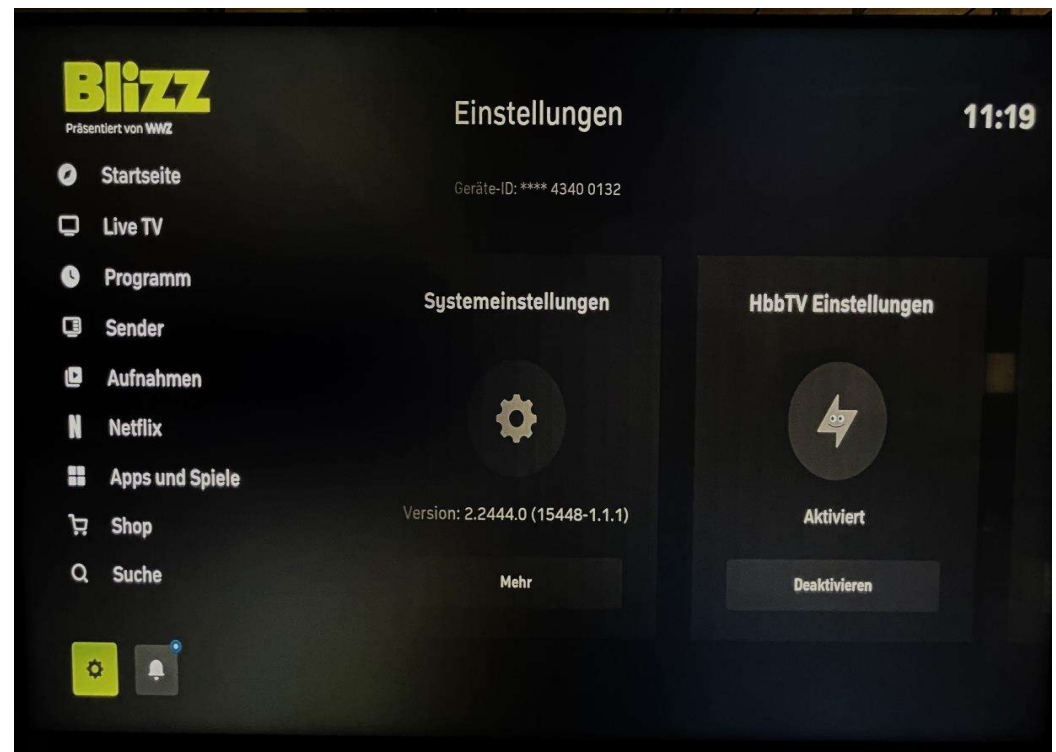 Blizz
Präsentiert von WWZ
Einstellungen
11:19
Geräte-ID: **** 4340 0132
Startseite
Live TV
Programm
Sender
Aufnahmen
Netflix
Apps und Spiele
Shop
Suche
Systemeinstellungen
Version: 2.2444.0 (15448-1.1.1)
Mehr
HbbTV Einstellungen
Aktiviert
Deaktivieren